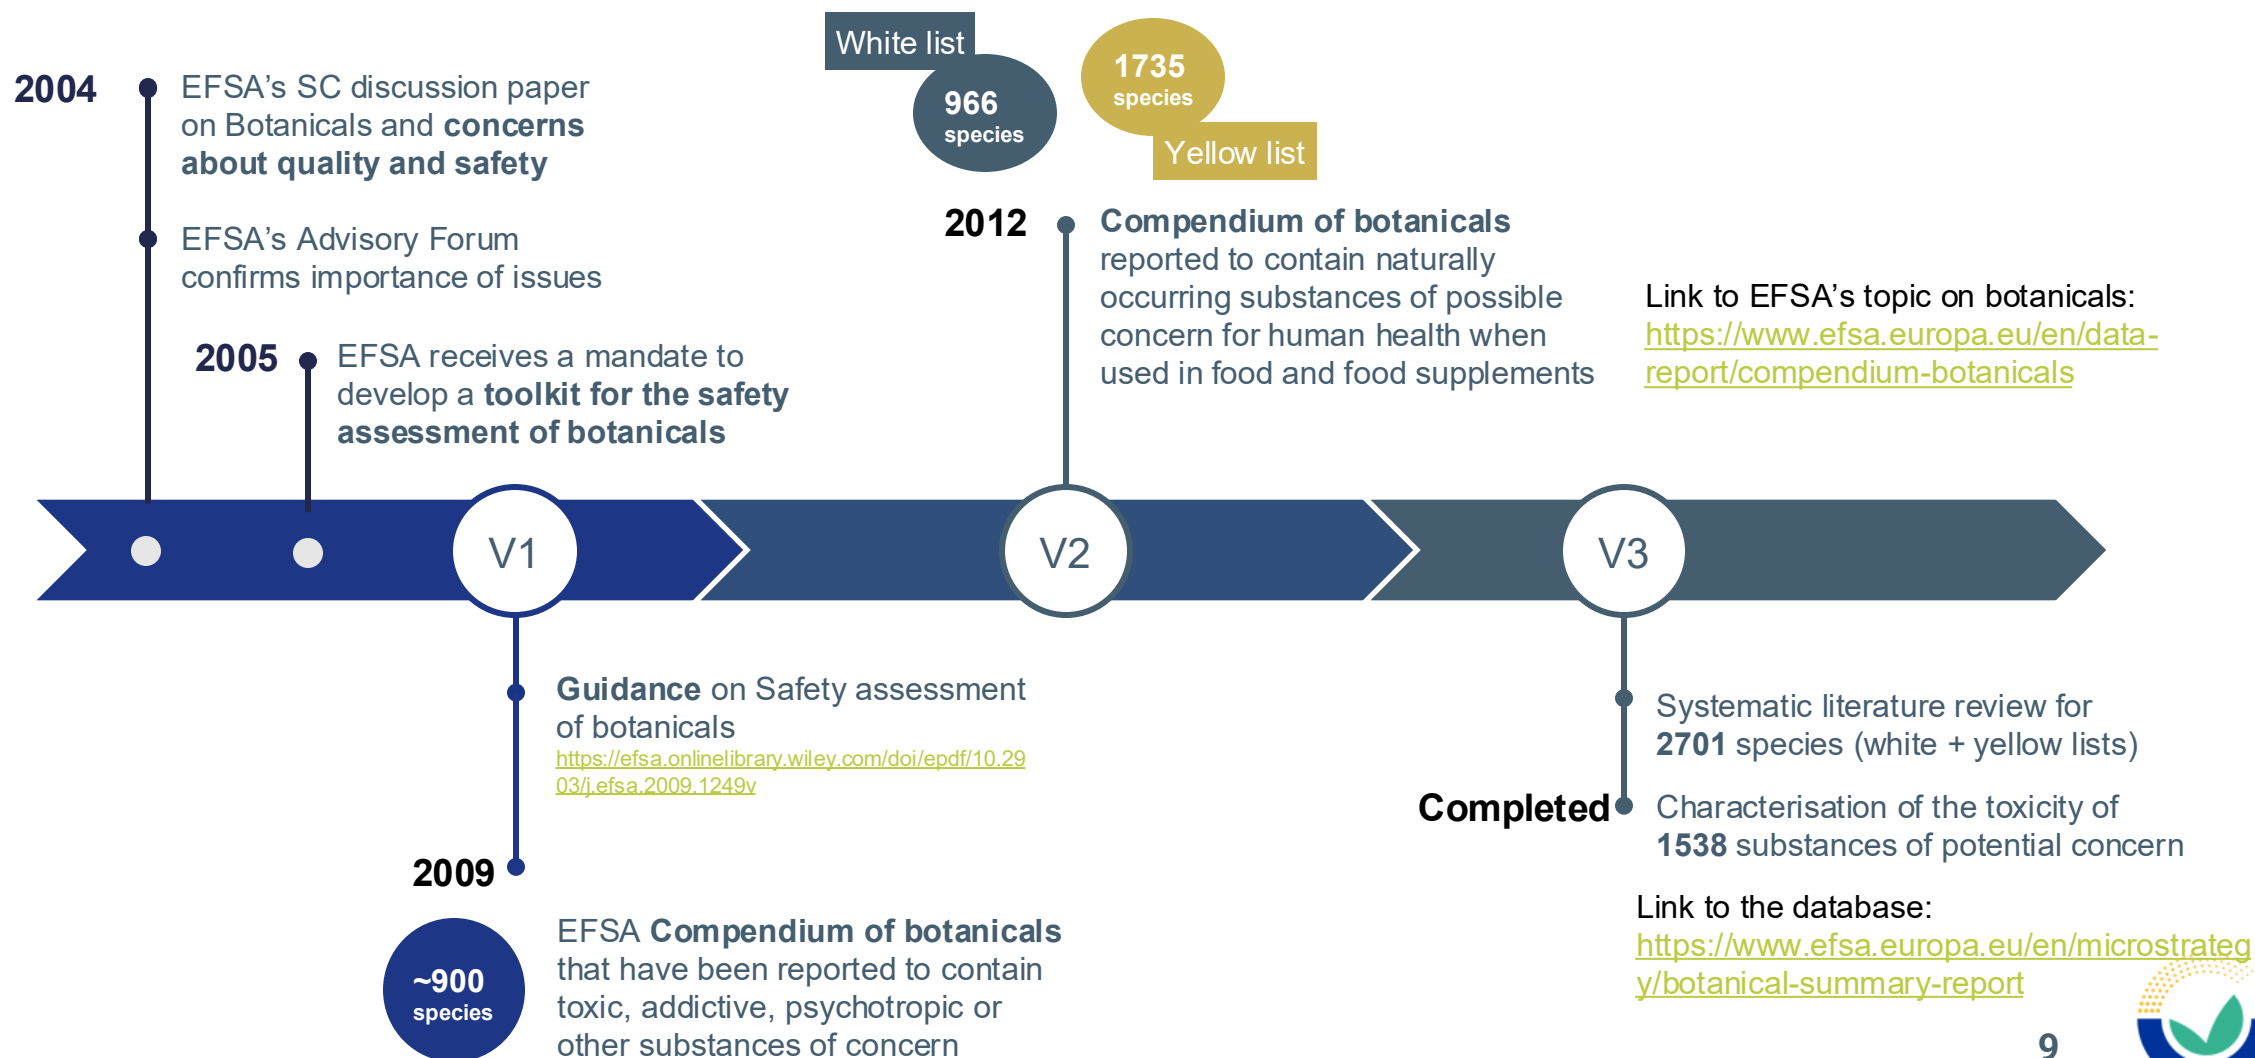 2004
EFSA’s SC discussion paper
on Botanicals and concerns
about quality and safety
EFSA’s Advisory Forum
confirms importance of issues
2005
EFSA receives a mandate to
develop a toolkit for the safety
assessment of botanicals
White list
966
species
1735
species
Yellow list
2012
Compendium of botanicals
reported to contain naturally
occurring substances of possible
concern for human health when
used in food and food supplements
Link to EFSA’s topic on botanicals:
https://www.efsa.europa.eu/en/data-
report/compendium-botanicals
V1
V2
V3
Guidance on Safety assessment
of botanicals
https://efsa.onlinelibrary.wiley.com/doi/epdf/10.29
03/j.efsa.2009.1249v
2009
~900
species
EFSA Compendium of botanicals
that have been reported to contain
toxic, addictive, psychotropic or
other substances of concern
Systematic literature review for
2701 species (white + yellow lists)
Completed
Characterisation of the toxicity of
1538 substances of potential concern
Link to the database:
https://www.efsa.europa.eu/en/microstrateg
y/botanical-summary-report
9